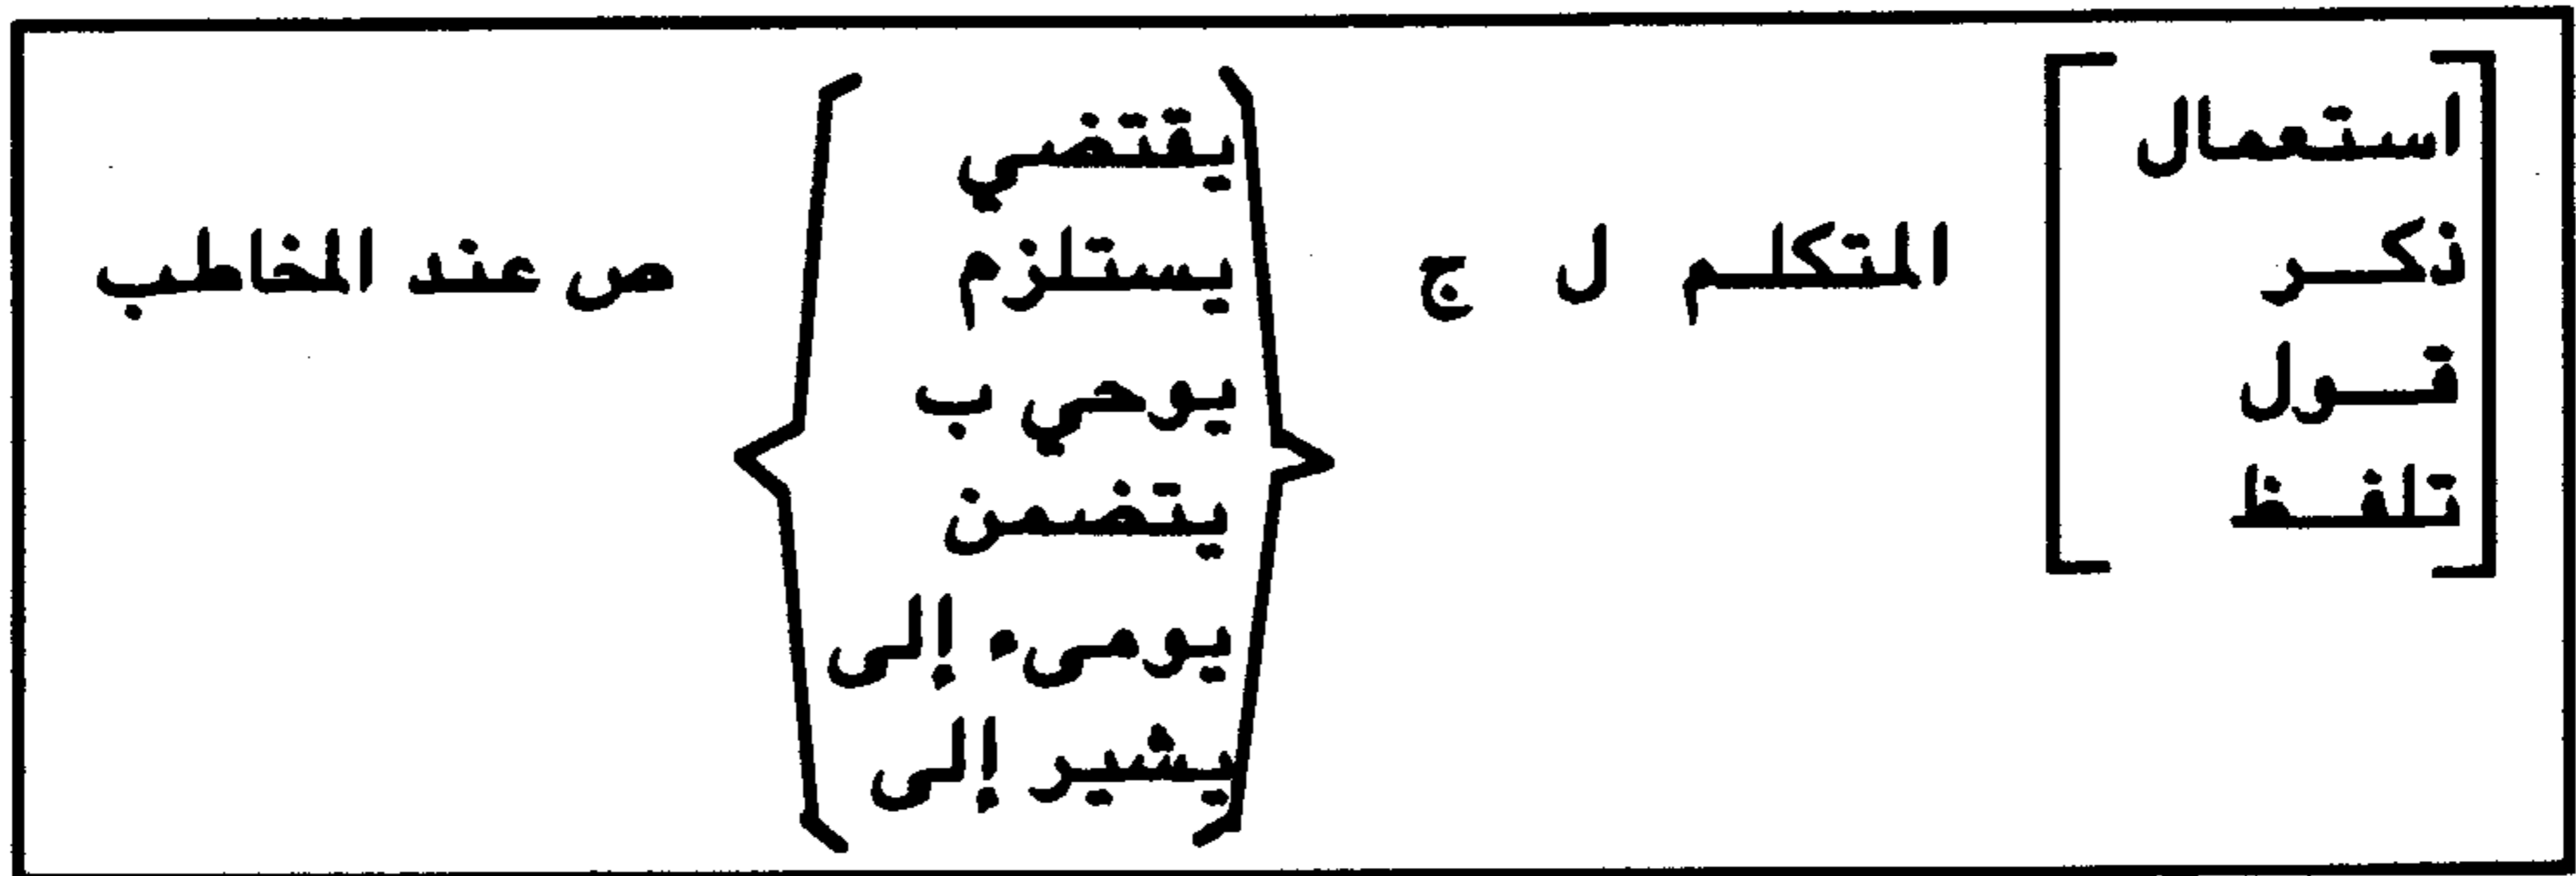 استعمال
ذكر
قول
تلفظ
المتكلم ل ج
يقتضي
يستلزم
يوحي ب
يتضمن
يومىء إلى
يشير إلى
ص عند المخاطب